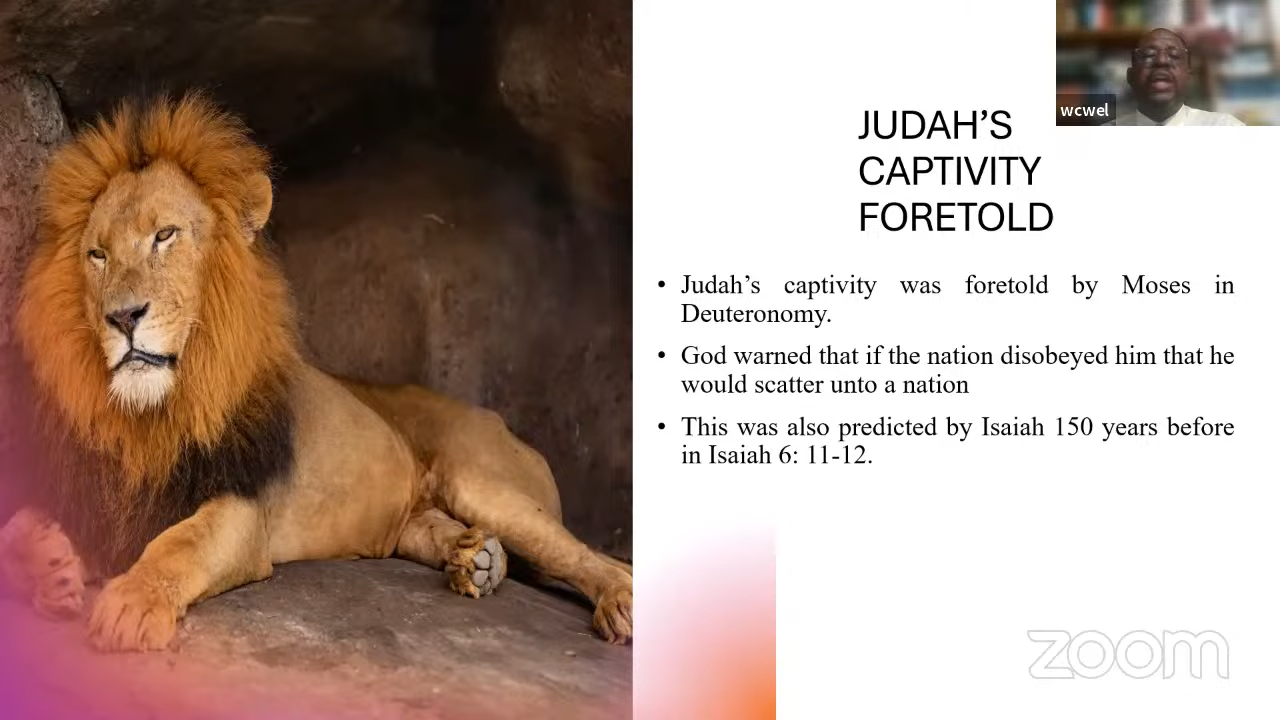 wcwel
JUDAH’S
CAPTIVITY
FORETOLD
• Judah’s captivity was foretold by Moses in
Deuteronomy.
• God warned that if the nation disobeyed him that he
would scatter unto a nation
• This was also predicted by Isaiah 150 years before
in Isaiah 6: 11-12.
zoom